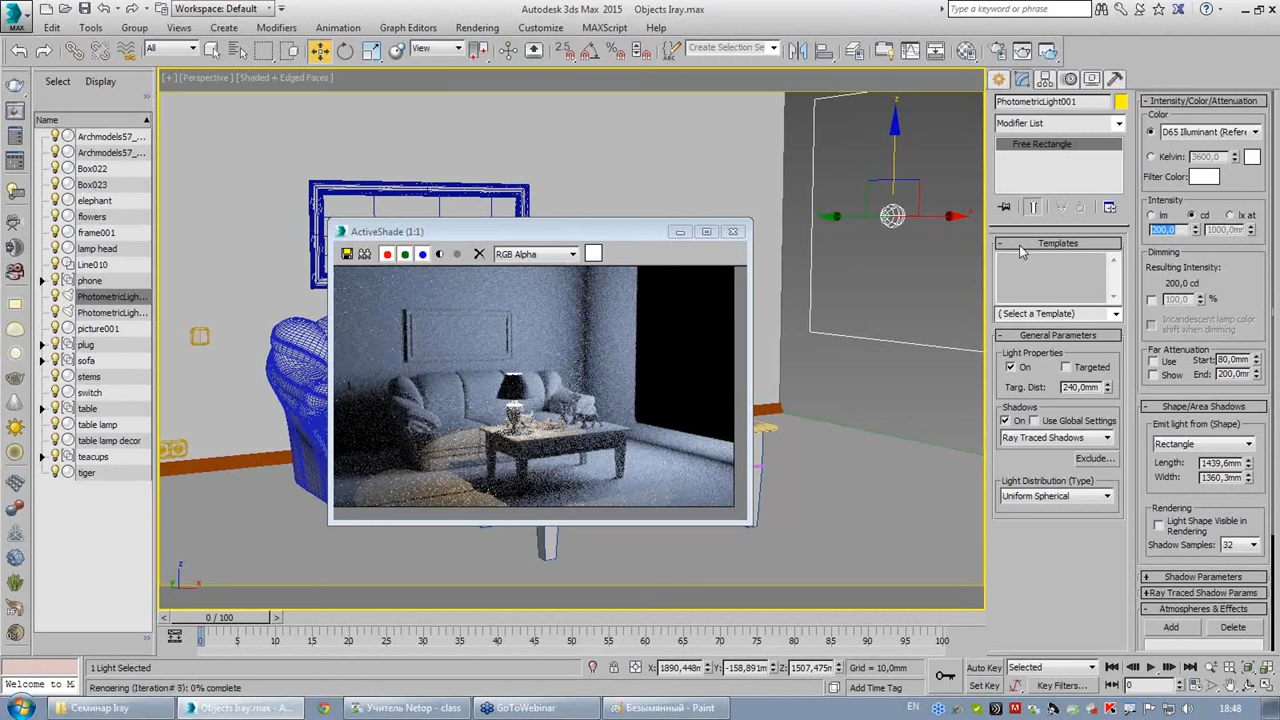 Workspace: Default
Autodesk 3ds Max 2015 Objects Iray.max
Type a keyword or phrase
MAX
Edit Tools Group Views Create Modifiers Animation Graph Editors Rendering Customize MAXScript Help
All
View
2.5
Create Selection Se
Select Display
Name
Archmodels57_...
Archmodels57_...
Box022
Box023
elephant
flowers
frame001
lamp head
Line010
phone
PhotometricLigh...
PhotometricLigh...
picture001
plug
sofa
stems
switch
table
table lamp
table lamp decor
teacups
tiger
[ + ] [Perspective ] [Shaded + Edged Faces ]
z
x
ActiveShade (1:1)
RGB Alpha
z
x
y
PhotometricLight001
Modifier List
Free Rectangle
- Templates
( Select a Template)
- General Parameters
Light Properties
On Targeted
Targ. Dist: 240,0mm
Shadows
On Use Global Settings
Ray Traced Shadows
Exclude...
Light Distribution (Type)
Uniform Spherical
- Intensity/Color/Attenuation
Color
D65 Illuminant (Refere
Kelvin: 3600,0
Filter Color:
Intensity
lm cd lx at
200,0 1000,0mm
Dimming
Resulting Intensity:
200,0 cd
100,0 %
Incandescent lamp color
shift when dimming
Far Attenuation
Use Start: 80,0mm
Show End: 200,0mm
- Shape/Area Shadows
Emit light from (Shape)
Rectangle
Length: 1439,6mm
Width: 1360,3mm
Rendering
Light Shape Visible in
Rendering
Shadow Samples: 32
+ Shadow Parameters
+ Ray Traced Shadow Params
- Atmospheres & Effects
Add Delete
< 0 / 100 >
0 5 10 15 20 25 30 35 40 45 50 55 60 65 70 75 80 85 90 95 100
1 Light Selected
X: 1890,448m Y: -158,891m Z: 1507,475m Grid = 10,0mm
Auto Key Selected
Welcome to M
Rendering (Iteration # 3): 0% complete
Add Time Tag
Set Key Key Filters...
0
Семинар Iray
Objects Iray.max - A...
Учитель Netop - class
GoToWebinar
Безымянный - Paint
EN
18:48